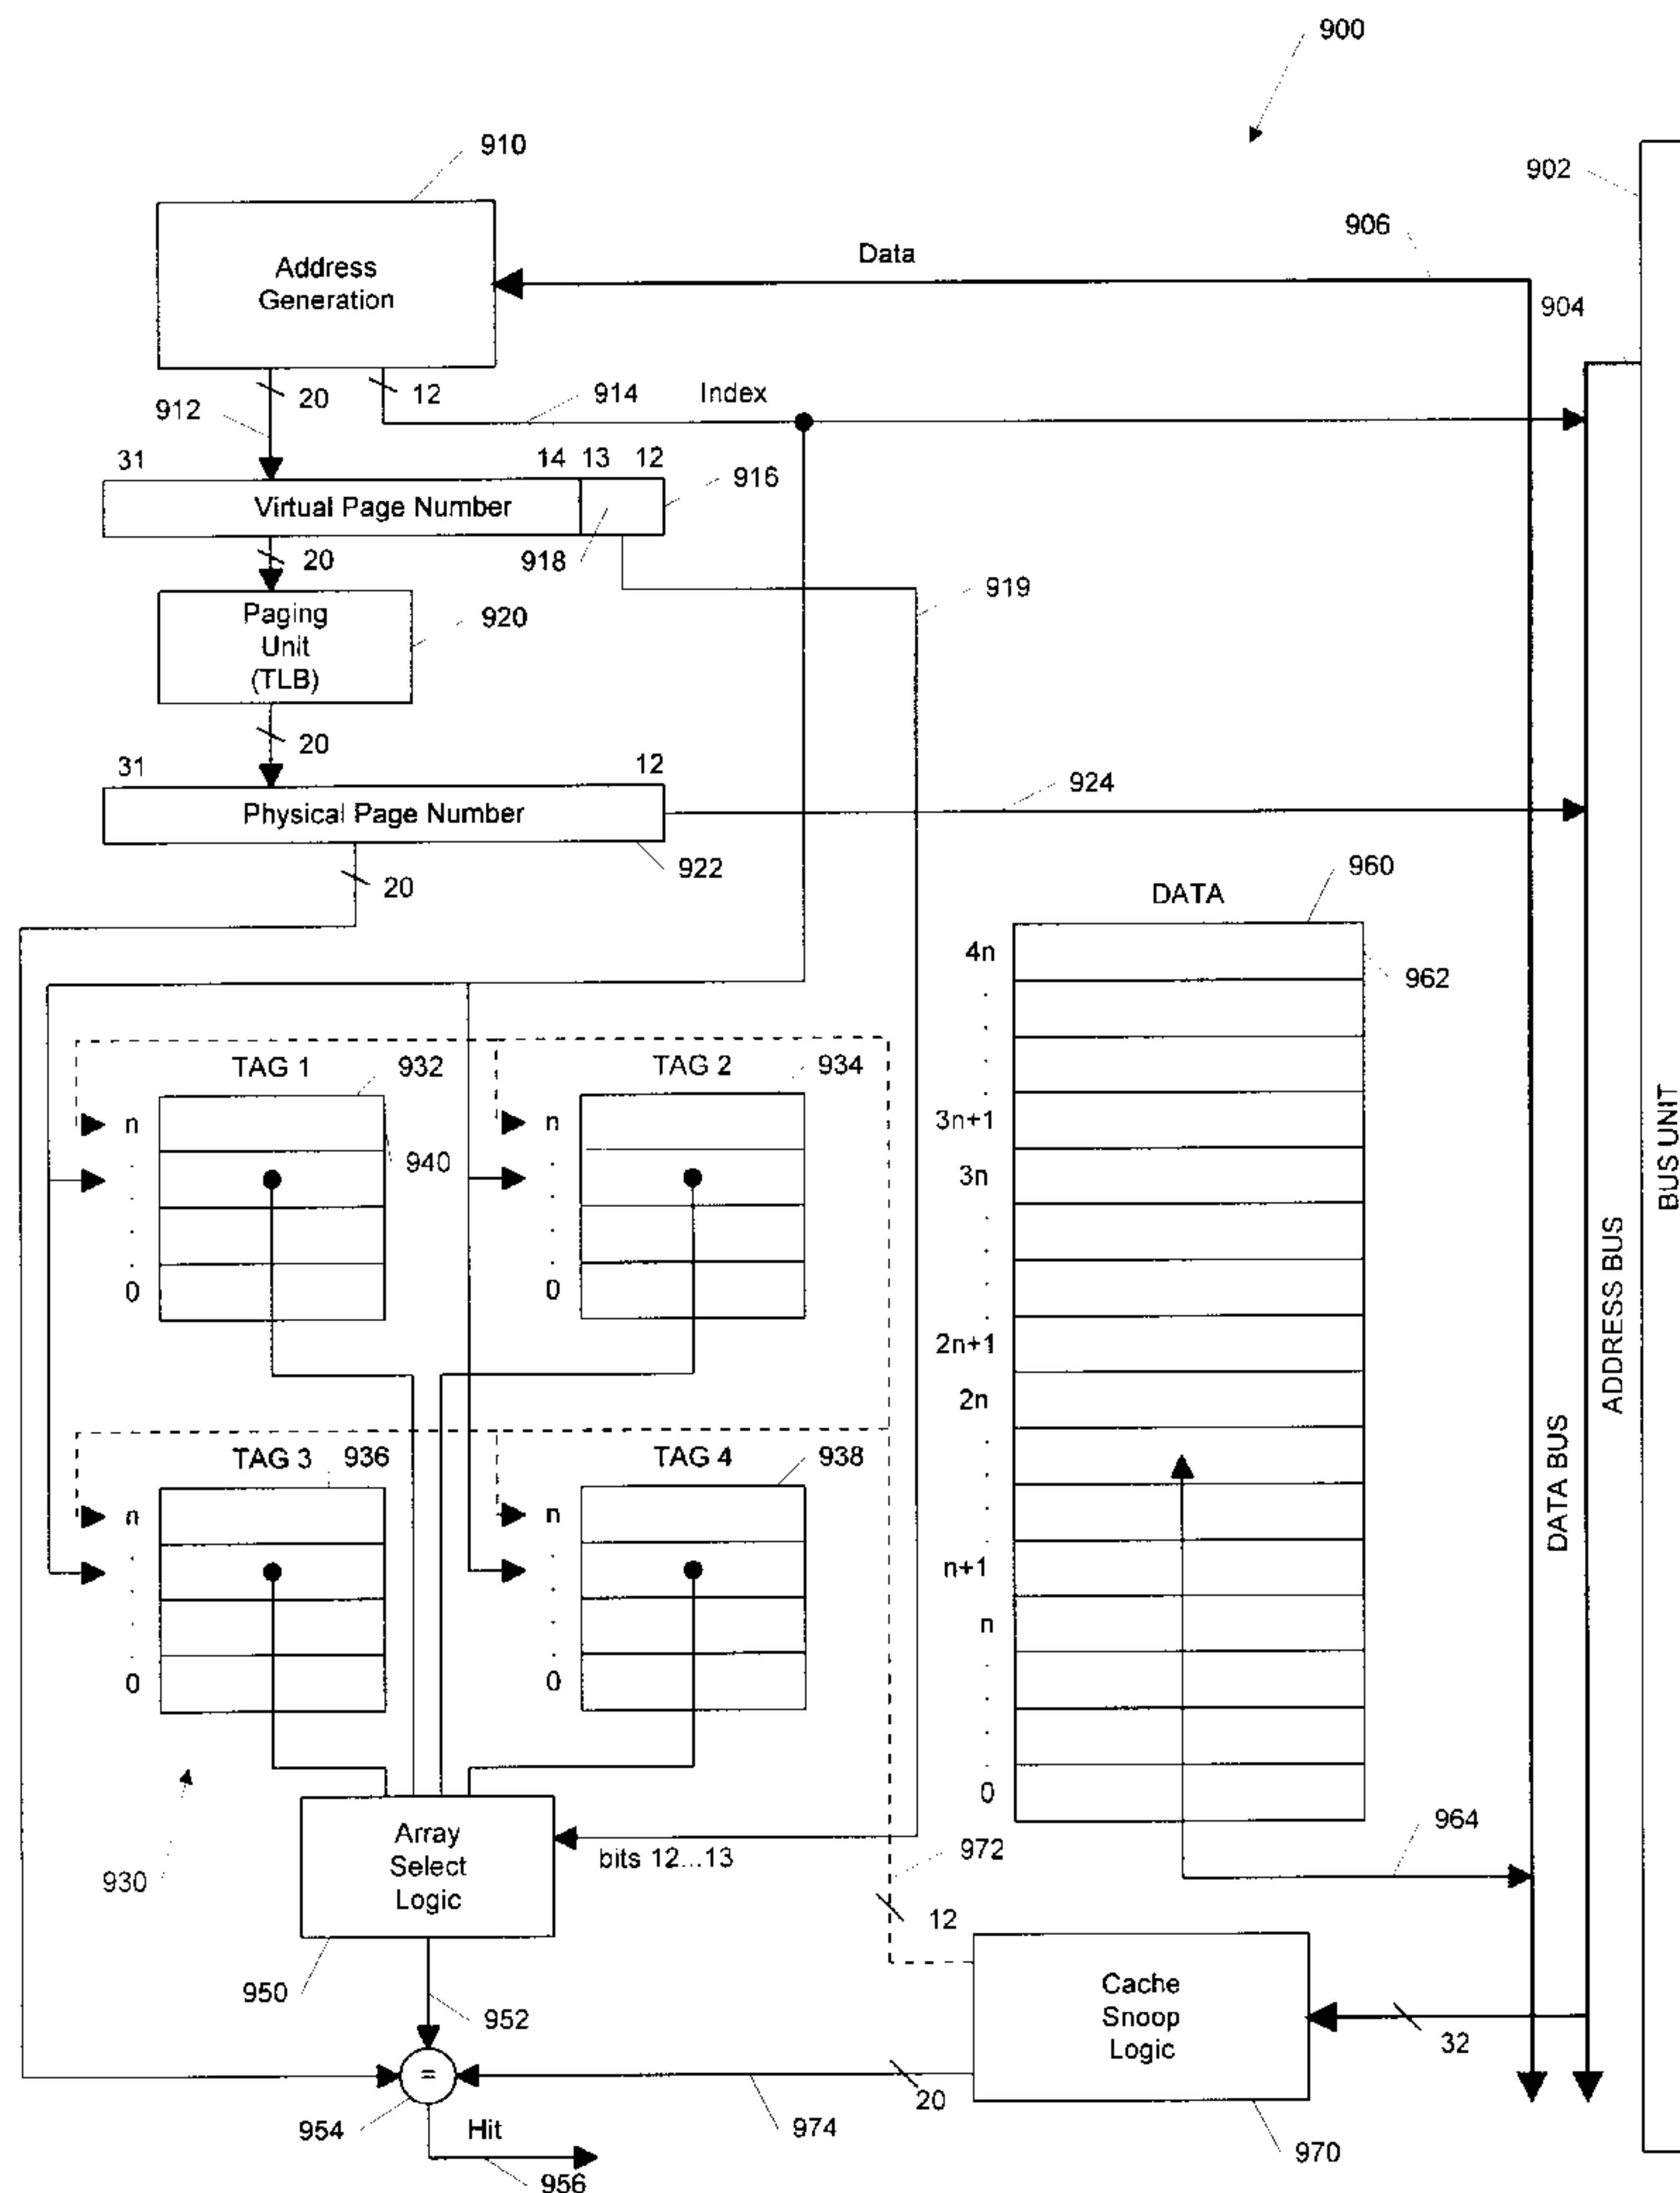 900
910
902
906
Data
Address
Generation
904
20
12
914
Index
912
31
14
13
12
916
Virtual Page Number
20
918
919
Paging
Unit
(TLB)
920
20
31
12
Physical Page Number
924
922
20
960
DATA
4n
962
.
.
.
3n+1
3n
.
.
.
2n+1
2n
.
.
.
n+1
n
.
.
.
0
TAG 1
932
n
.
.
.
0
940
TAG 2
934
n
.
.
.
0
TAG 3
936
n
.
.
.
0
TAG 4
938
n
.
.
.
0
BUS UNIT
ADDRESS BUS
DATA BUS
964
930
Array
Select
Logic
bits 12...13
972
12
950
952
Cache
Snoop
Logic
32
=
20
954
Hit
974
970
956